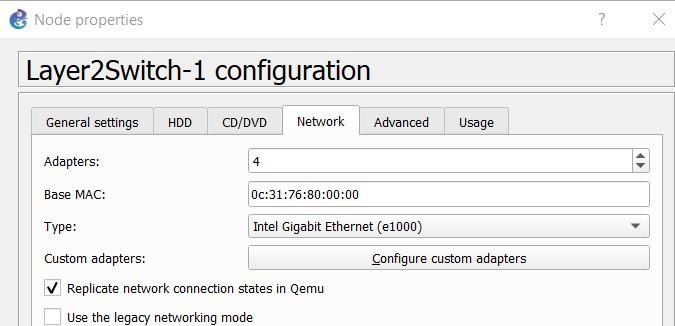 Node properties
Layer2Switch-1 configuration
General settings HDD CD/DVD Network Advanced Usage
Adapters: 4
Base MAC: 0c:31:76:80:00:00
Type: Intel Gigabit Ethernet (e1000)
Custom adapters: Configure custom adapters
Replicate network connection states in Qemu
Use the legacy networking mode